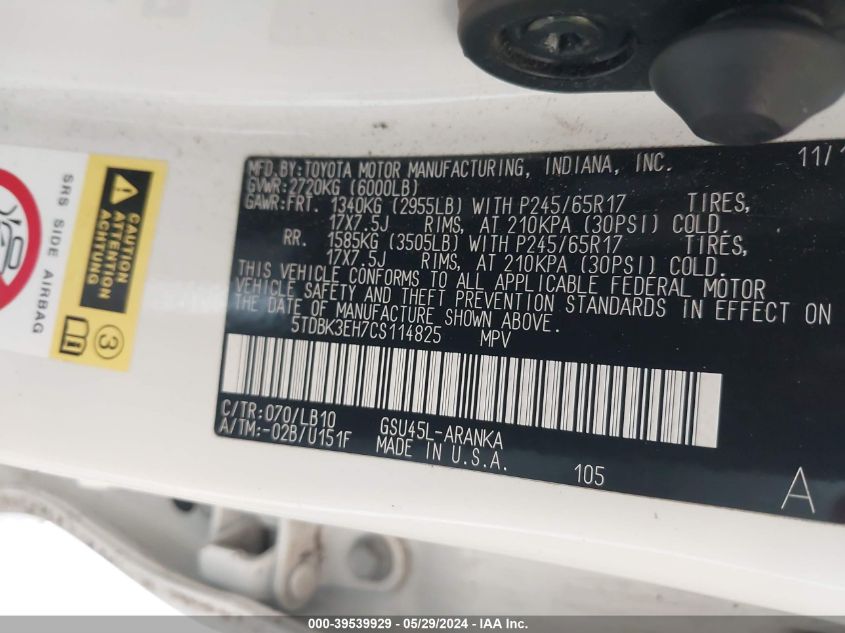 MFD.BY:TOYOTA MOTOR MANUFACTURING, INDIANA, INC. 11/1
GVWR:2720KG (6000LB)
GAWR:FRT. 1340KG (2955LB) WITH P245/65R17 TIRES,
17X7.5J RIMS, AT 210KPA (30PSI) COLD.
RR. 1585KG (3505LB) WITH P245/65R17 TIRES,
17X7.5J RIMS, AT 210KPA (30PSI) COLD.
THIS VEHICLE CONFORMS TO ALL APPLICABLE FEDERAL MOTOR
VEHICLE SAFETY AND THEFT PREVENTION STANDARDS IN EFFECT ON
THE DATE OF MANUFACTURE SHOWN ABOVE.
5TDBK3EH7CS114825 MPV
C/TR:070/LB10 GSU45L-ARANKA
A/TM:-02B/U151F MADE IN U.S.A.
105
A
SRS SIDE AIRBAG
CAUTION
ATTENTION
ACHTUNG
3
000-39539929 - 05/29/2024 - IAA Inc.